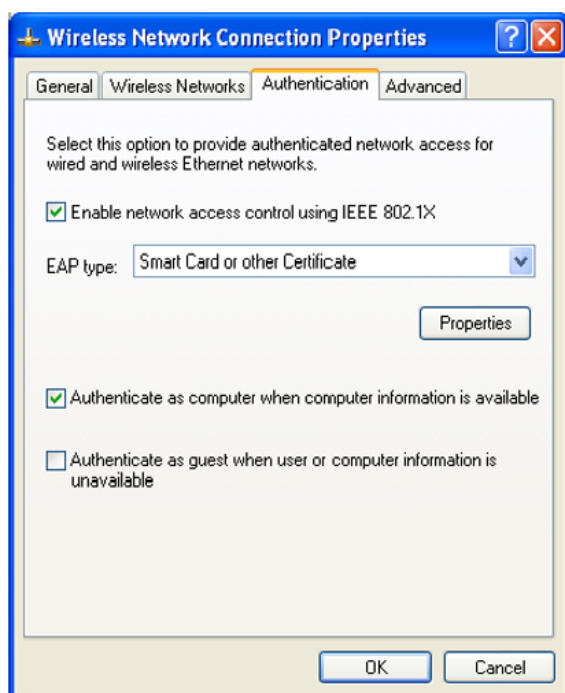 Wireless Network Connection Properties
General Wireless Networks Authentication Advanced
Select this option to provide authenticated network access for
wired and wireless Ethernet networks.
Enable network access control using IEEE 802.1X
EAP type: Smart Card or other Certificate
Properties
Authenticate as computer when computer information is available
Authenticate as guest when user or computer information is
unavailable
OK Cancel